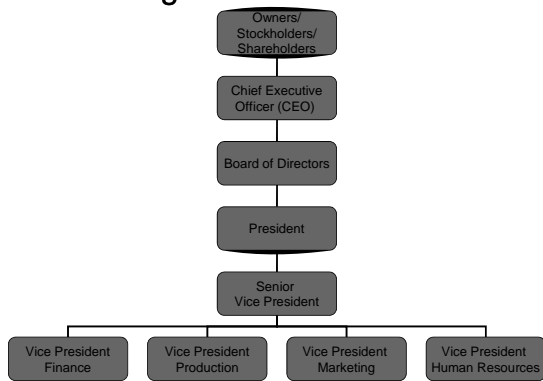 Owners/
Stockholders/
Shareholders
Chief Executive
Officer (CEO)
Board of Directors
President
Senior
Vice President
Vice President
Finance
Vice President
Production
Vice President
Marketing
Vice President
Human Resources